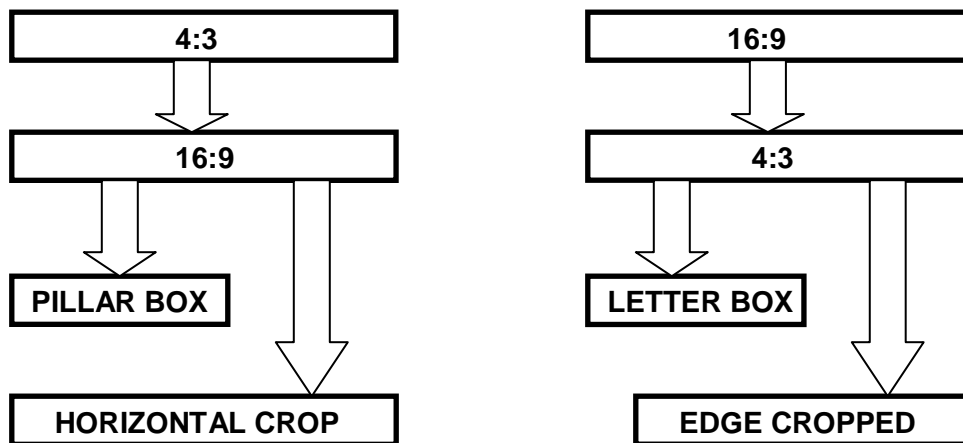 4:3
16:9
PILLAR BOX
HORIZONTAL CROP
16:9
4:3
LETTER BOX
EDGE CROPPED